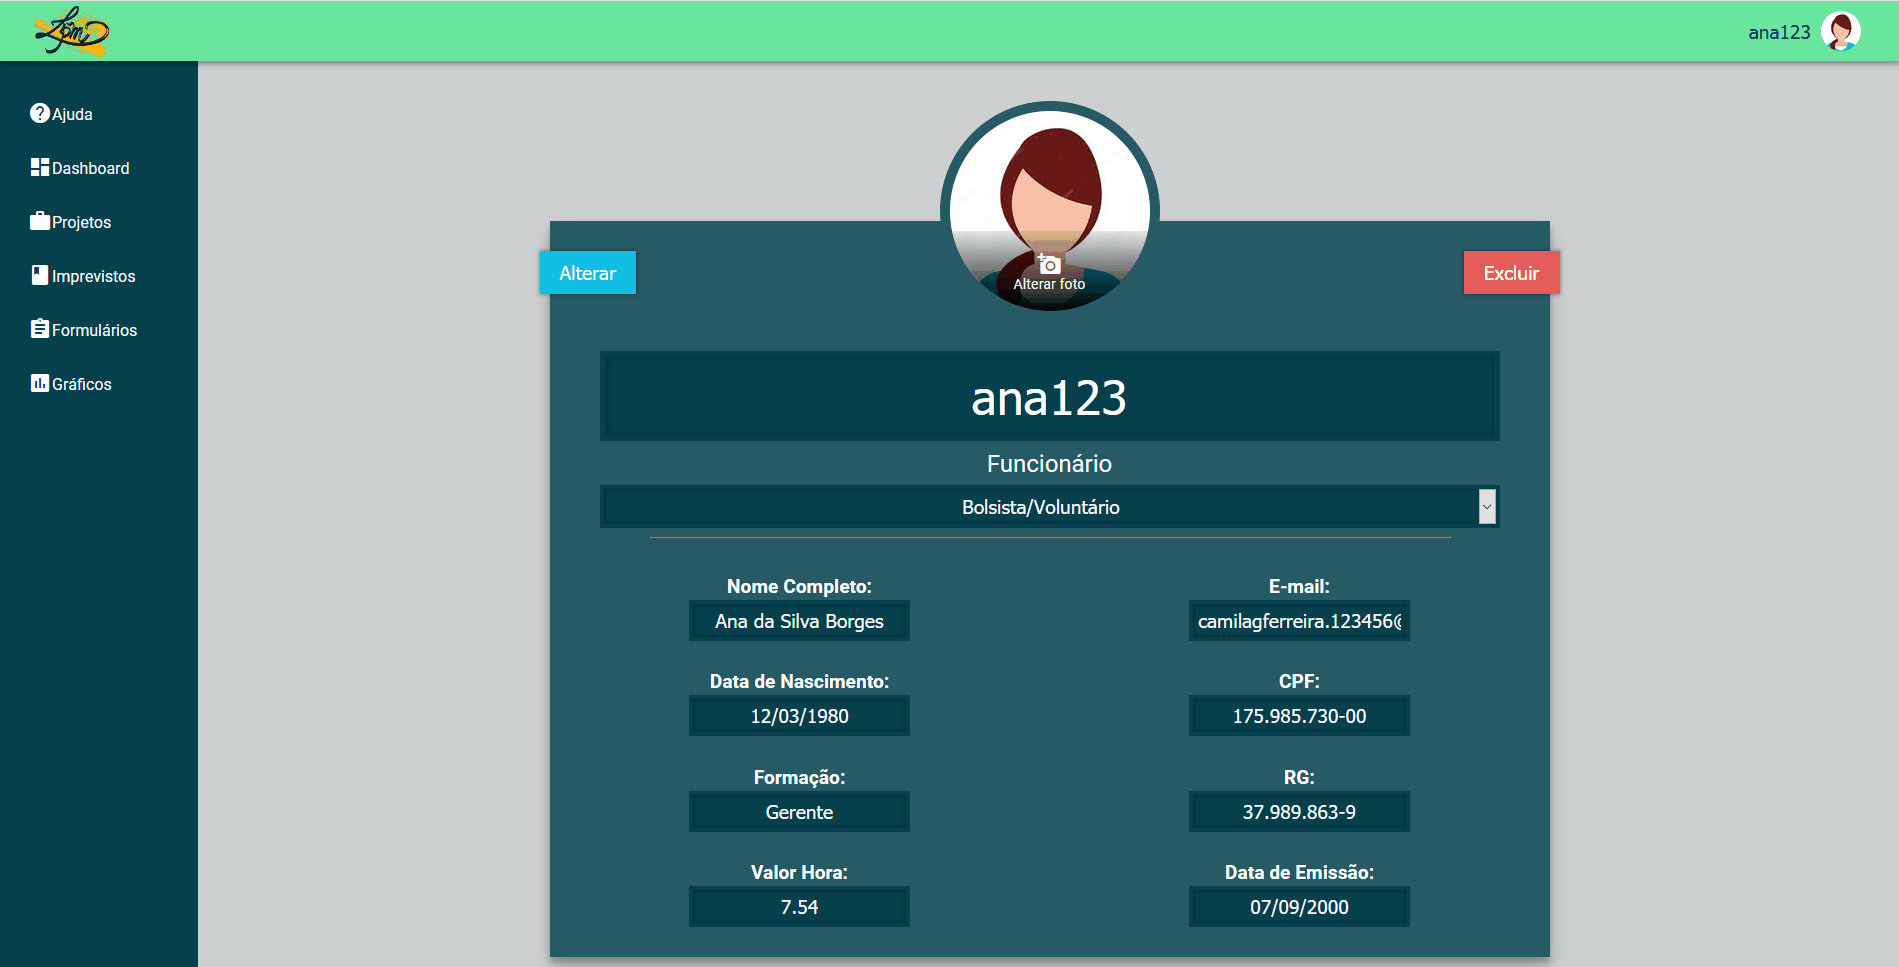 Lpm
ana123
Ajuda
Dashboard
Projetos
Imprevistos
Formulários
Gráficos
Alterar foto
Alterar
Excluir
ana123
Funcionário
Bolsista/Voluntário
Nome Completo:
Ana da Silva Borges
E-mail:
camilagferreira.123456@
Data de Nascimento:
12/03/1980
CPF:
175.985.730-00
Formação:
Gerente
RG:
37.989.863-9
Valor Hora:
7.54
Data de Emissão:
07/09/2000